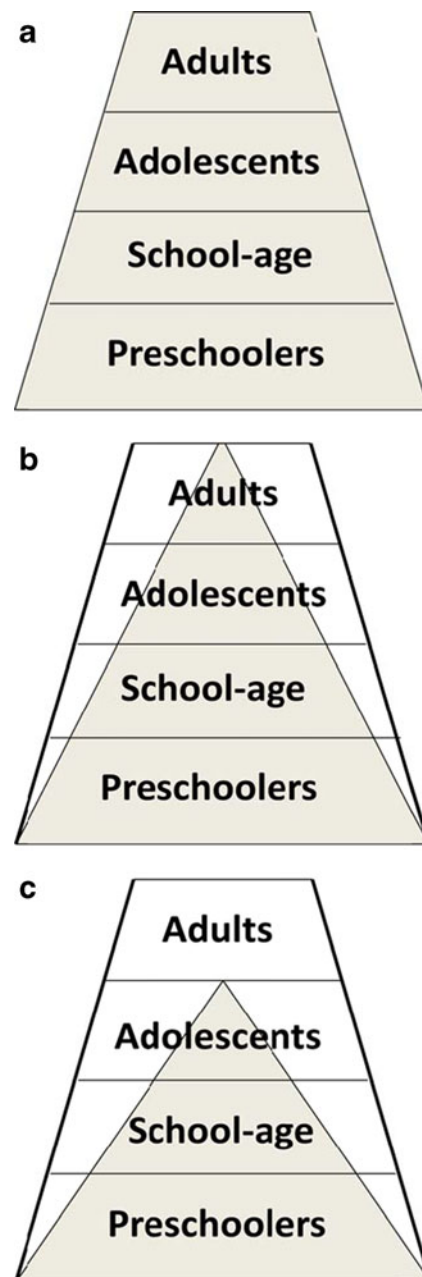 a
Adults
Adolescents
School-age
Preschoolers
b
Adults
Adolescents
School-age
Preschoolers
c
Adults
Adolescents
School-age
Preschoolers